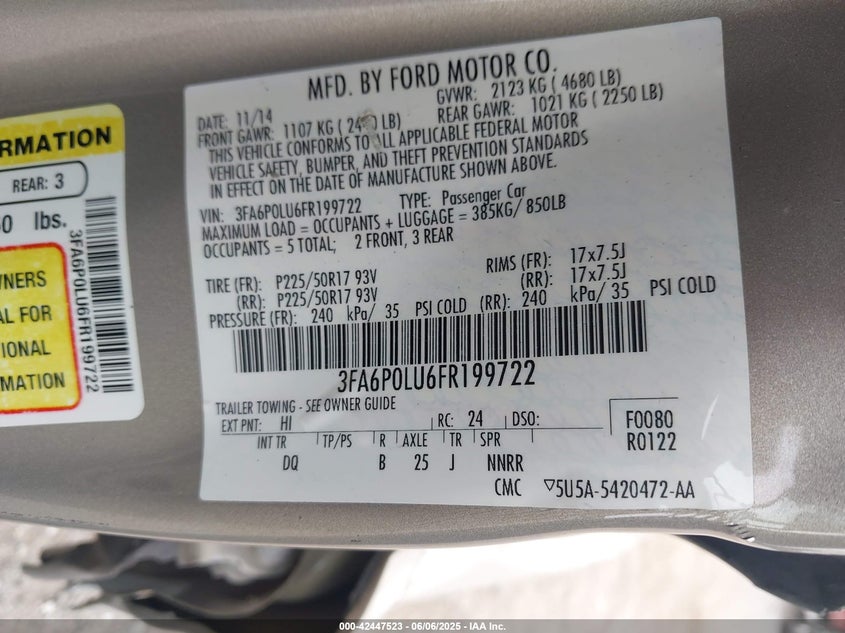 MFD. BY FORD MOTOR CO.
DATE: 11/14 GVWR: 2123 KG ( 4680 LB)
FRONT GAWR: 1107 KG ( LB) REAR GAWR: 1021 KG ( 2250 LB)
THIS VEHICLE CONFORMS TO ALL APPLICABLE FEDERAL MOTOR
VEHICLE SAFETY, BUMPER, AND THEFT PREVENTION STANDARDS
IN EFFECT ON THE DATE OF MANUFACTURE SHOWN ABOVE.
VIN: 3FA6P0LU6FR199722 TYPE: Passenger Car
MAXIMUM LOAD = OCCUPANTS + LUGGAGE = 385KG/ 850LB
OCCUPANTS = 5 TOTAL; 2 FRONT, 3 REAR
TIRE (FR): P225/50R17 93V RIMS (FR): 17x7.5J
(RR): P225/50R17 93V (RR): 17x7.5J
PRESSURE (FR): 240 kPa/ 35 PSI COLD (RR): 240 kPa/ 35 PSI COLD
3FA6P0LU6FR199722
TRAILER TOWING - SEE OWNER GUIDE
EXT PNT: HI RC: 24 DSO: F0080
INT TR TP/PS R AXLE TR SPR R0122
DQ B 25 J NNRR
CMC ▽5U5A-5420472-AA
RMATION
REAR: 3
0 lbs.
WNERS
AL FOR
IONAL
RMATION
3FA6P0LU6FR199722
000-42447523 | 06/06/2025 - IAA Inc.